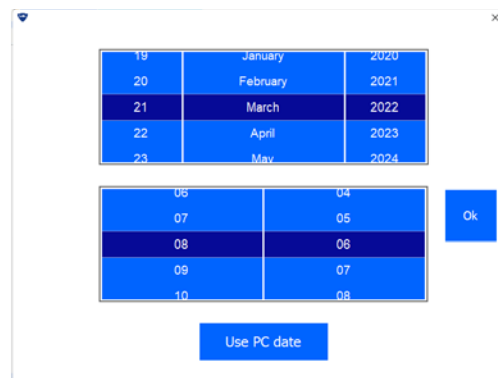 19 January 2020
20 February 2021
21 March 2022
22 April 2023
23 May 2024
06 04
07 05
08 06
09 07
10 08
Ok
Use PC date